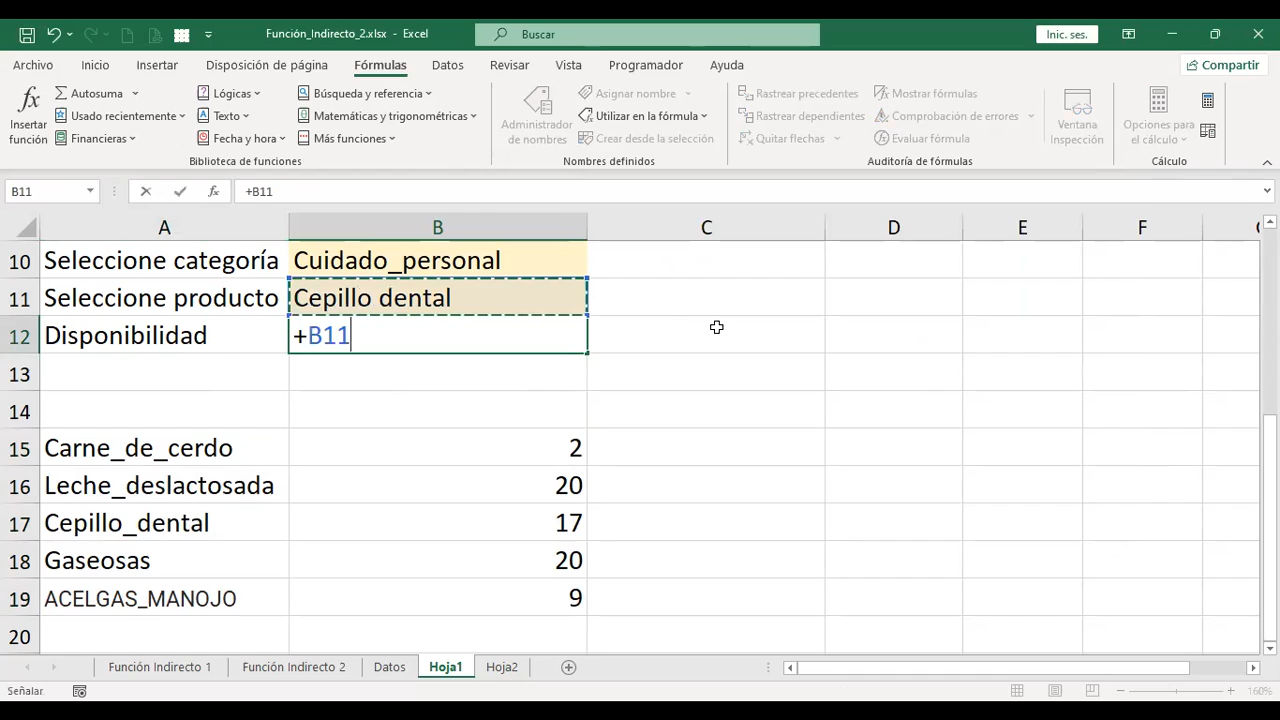 Función_Indirecto_2.xlsx - Excel
Buscar
Inic. ses.
Archivo Inicio Insertar Disposición de página Fórmulas Datos Revisar Vista Programador Ayuda
Compartir
fx
Insertar función
Autosuma
Usado recientemente
Financieras
Lógicas
Texto
Fecha y hora
Búsqueda y referencia
Matemáticas y trigonométricas
Más funciones
Biblioteca de funciones
Administrador de nombres
Asignar nombre
Utilizar en la fórmula
Crear desde la selección
Nombres definidos
Rastrear precedentes
Rastrear dependientes
Quitar flechas
Mostrar fórmulas
Comprobación de errores
Evaluar fórmula
Auditoría de fórmulas
Ventana Inspección
Opciones para el cálculo
Cálculo
B11 fx +B11
A B C D E F
10 Seleccione categoría Cuidado_personal
11 Seleccione producto Cepillo dental
12 Disponibilidad +B11
13
14
15 Carne_de_cerdo 2
16 Leche_deslactosada 20
17 Cepillo_dental 17
18 Gaseosas 20
19 ACELGAS_MANOJO 9
20
Función Indirecto 1 Función Indirecto 2 Datos Hoja1 Hoja2
Señalar
160%